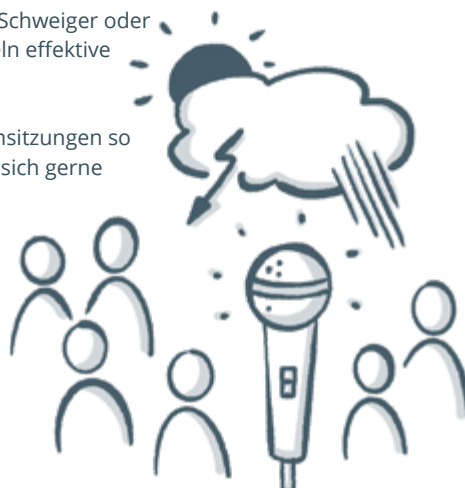 Schweiger oder
ln effektive
nsitzungen so
sich gerne